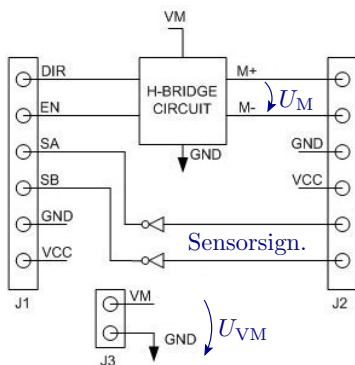 VM
DIR
H-BRIDGE
CIRCUIT
M+
EN
M-
U_M
SA
GND
GND
SB
VCC
GND
VCC
Sensorsign.
J1
J2
VM
U_VM
GND
J3